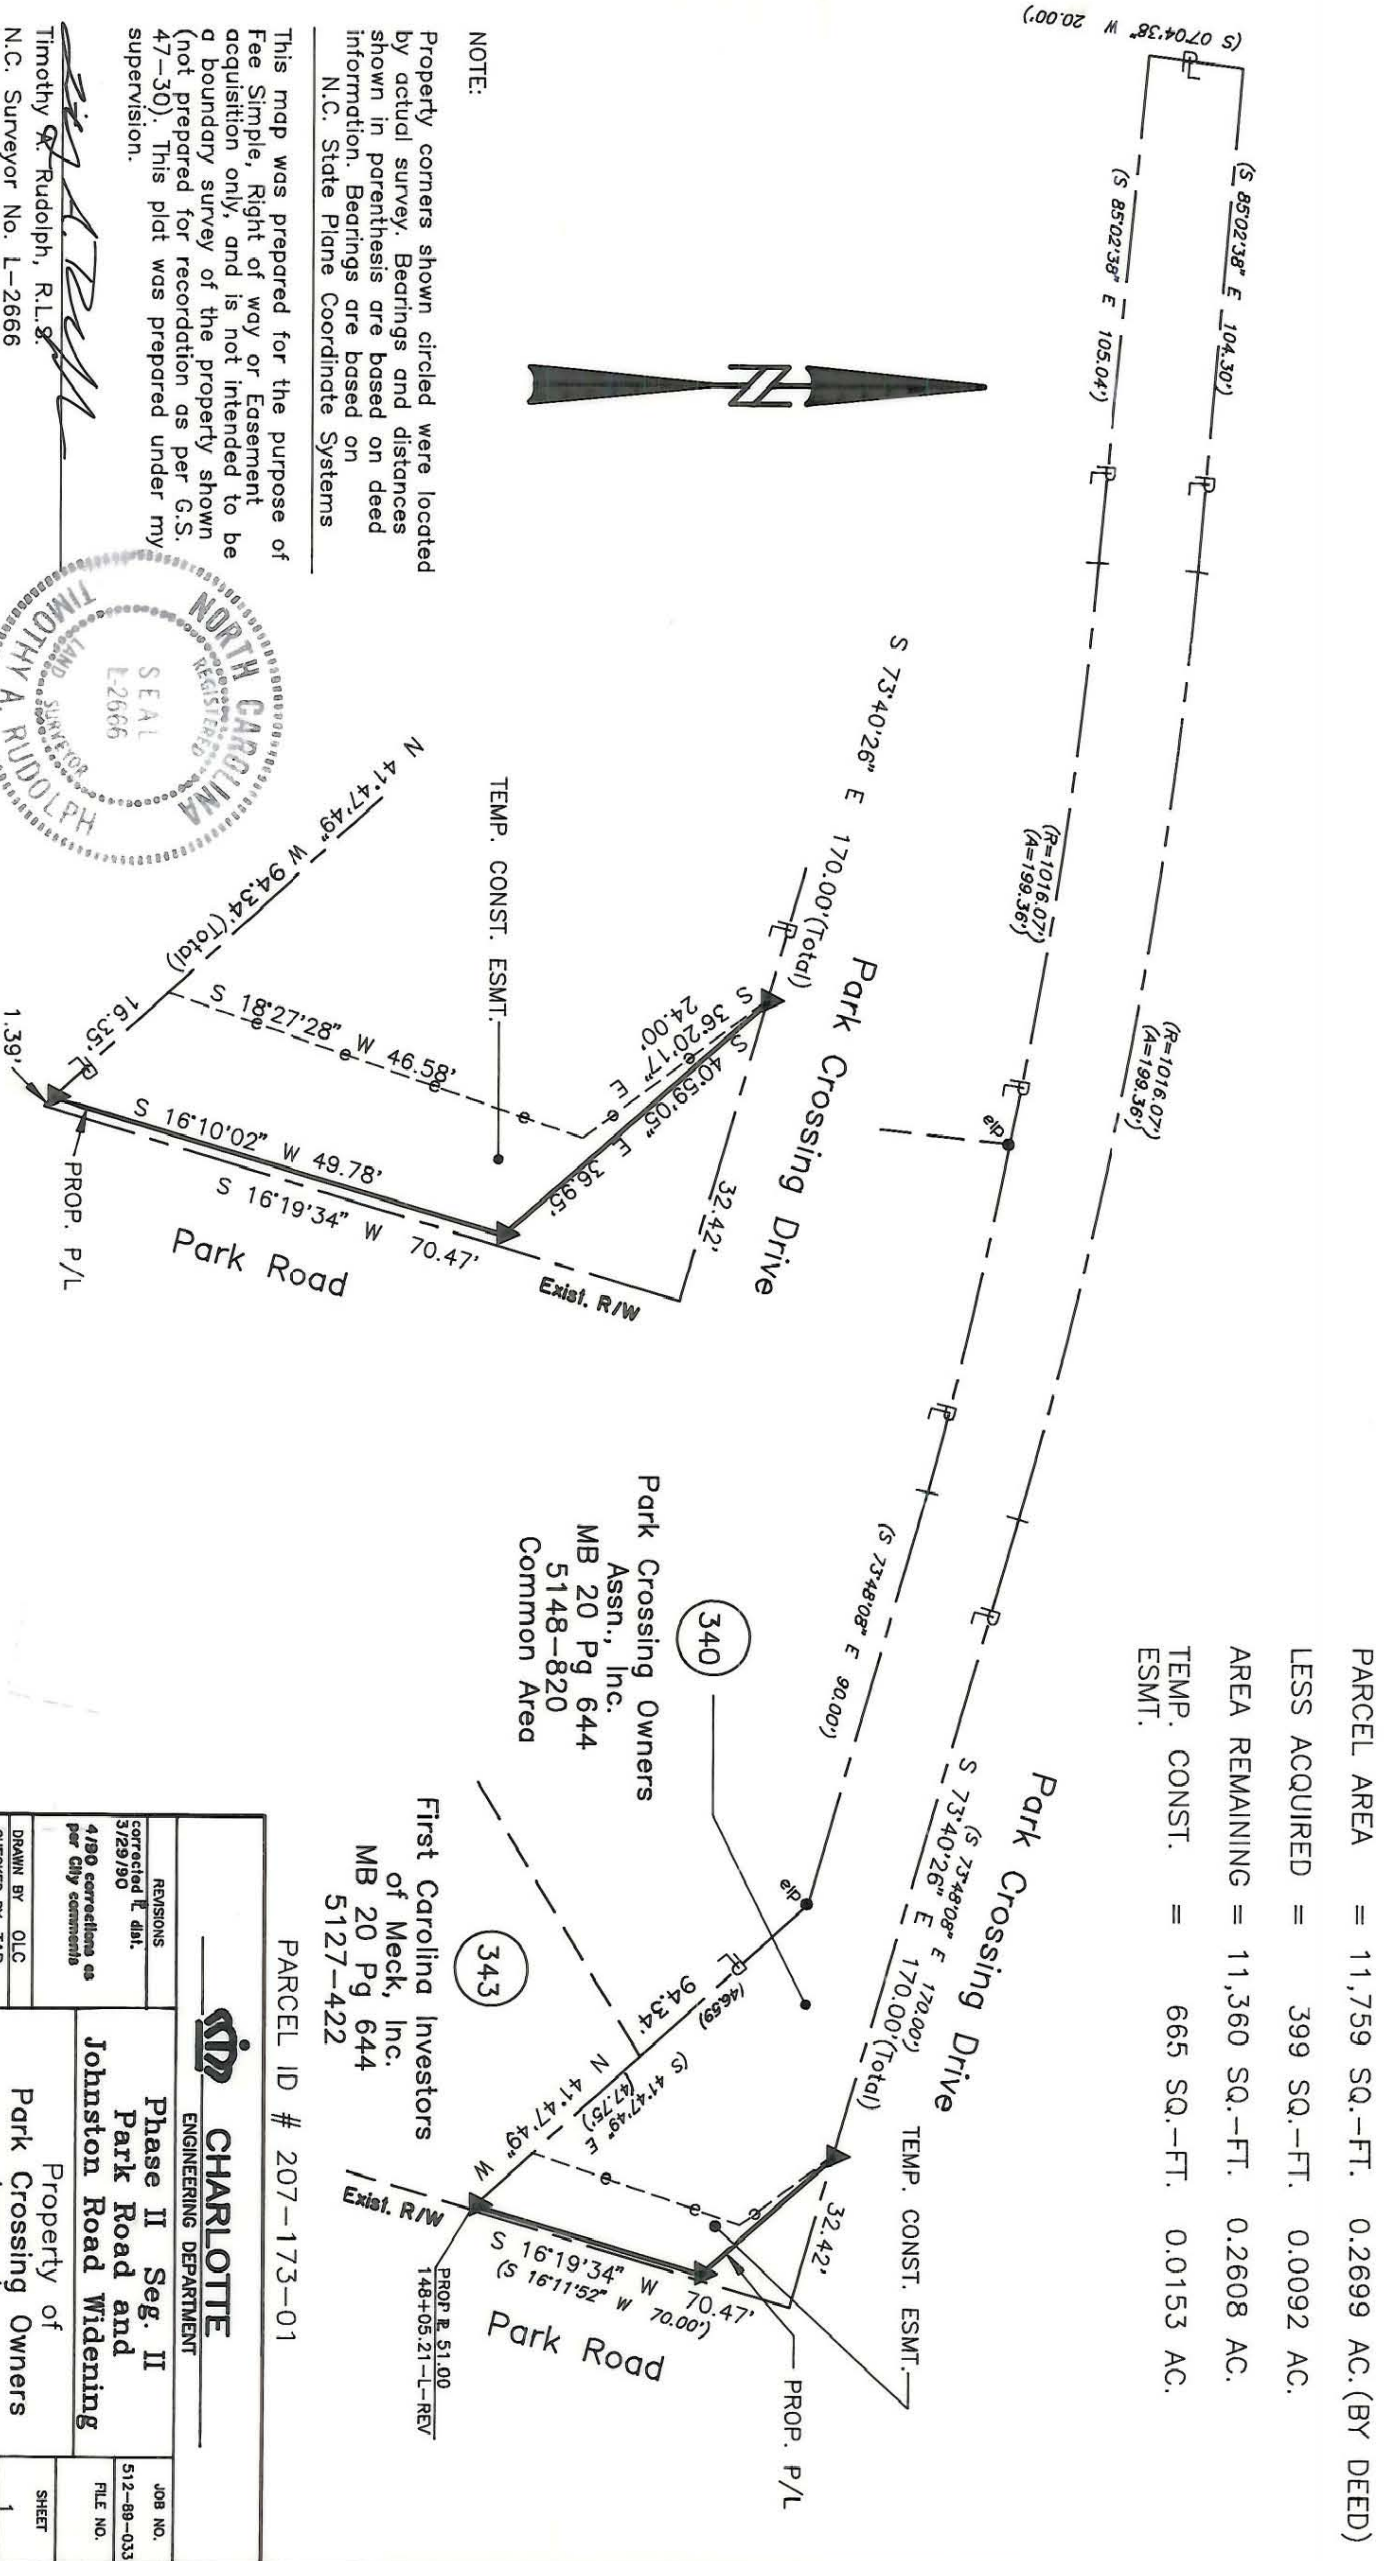 PARCEL AREA = 11,759 SQ.-FT. 0.2699 AC.(BY DEED)
LESS ACQUIRED = 399 SQ.-FT. 0.0092 AC.
AREA REMAINING = 11,360 SQ.-FT. 0.2608 AC.
TEMP. CONST. = 665 SQ.-FT. 0.0153 AC.
ESMT.
(S 07°04'38" W 20.00')
(S 85°02'38" E 104.30')
(S 85°02'38" E 105.04')
(R=1016.07')
(A=199.36')
(R=1016.07')
(A=199.36')
eip
(S 73°48'08" E 90.00')
Park Crossing Drive
(S 73°48'08" E 170.00')
S 73°40'26" E 170.00'(Total)
TEMP. CONST. ESMT.
32.42'
PROP. P/L
eip
(46.59)
94.34'
(S 41°47'49" E
(47.75')
N 41°47'49" W
S 16°19'34" W 70.47'
(S 16°11'52" W 70.00')
Park Road
Exist. R/W
PROP PL 51.00
148+05.21-L-REV
340
Park Crossing Owners
Assn., Inc.
MB 20 Pg 644
5148-820
Common Area
343
First Carolina Investors
of Meck, Inc.
MB 20 Pg 644
5127-422
S 73°40'26" E 170.00'(Total)
Park Crossing Drive
32.42'
S 36°20'17" E
24.00'
S 40°59'05" E 36.95'
TEMP. CONST. ESMT.
S 18°27'28" W 46.58'
N 41°47'49" W 94.34'(Total)
16.35'
1.39'
S 16°10'02" W 49.78'
S 16°19'34" W 70.47'
Exist. R/W
Park Road
PROP. P/L
NOTE:
Property corners shown circled were located
by actual survey. Bearings and distances
shown in parenthesis are based on deed
information. Bearings are based on
N.C. State Plane Coordinate Systems
This map was prepared for the purpose of
Fee Simple, Right of way or Easement
acquisition only, and is not intended to be
a boundary survey of the property shown
(not prepared for recordation as per G.S.
47-30). This plat was prepared under my
supervision.
Timothy A. Rudolph, R.L.S.
N.C. Surveyor No. L-2666
NORTH CAROLINA
REGISTERED
SEAL
L-2666
LAND SURVEYOR
TIMOTHY A. RUDOLPH
PARCEL ID # 207-173-01
CHARLOTTE
ENGINEERING DEPARTMENT
REVISIONS
corrected PL dist.
3/29/90
4/90 corrections as
per City comments
DRAWN BY OLC
Phase II Seg. II
Park Road and
Johnston Road Widening
Property of
Park Crossing Owners
JOB NO.
512-89-033
FILE NO.
SHEET
1